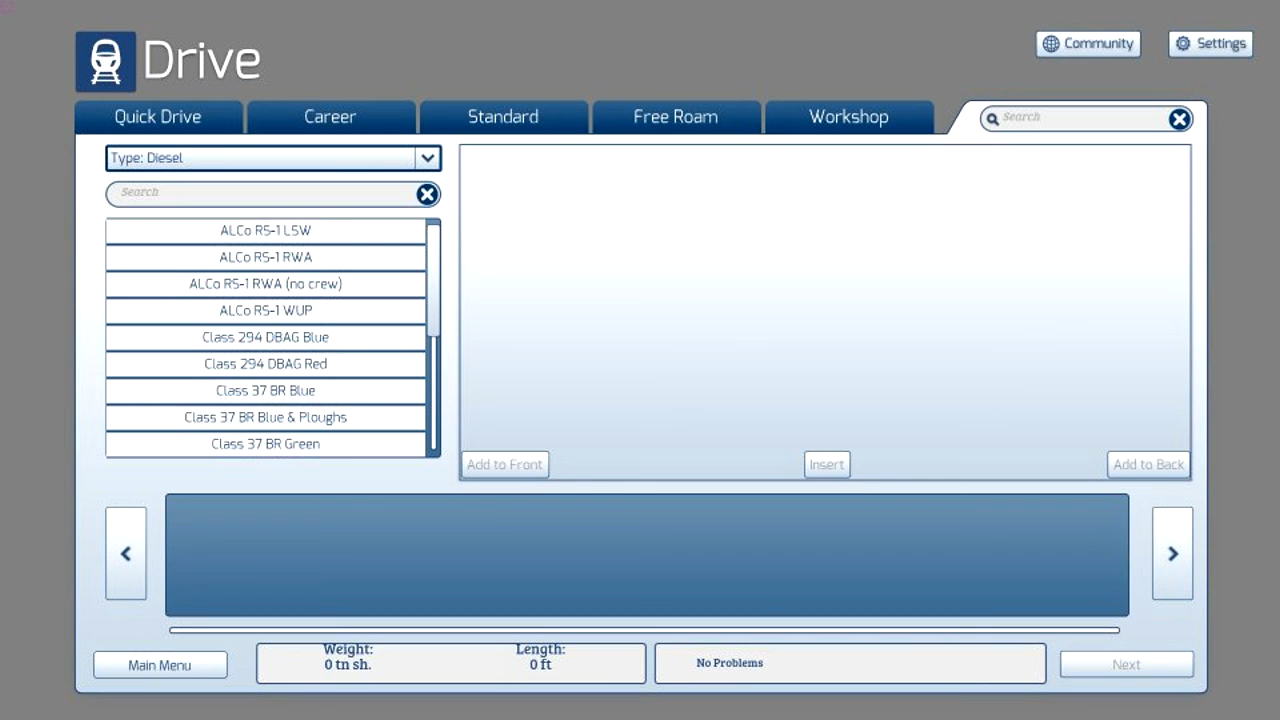 Drive
Community
Settings
Quick Drive
Career
Standard
Free Roam
Workshop
Search
Type: Diesel
Search
ALCo RS-1 LSW
ALCo RS-1 RWA
ALCo RS-1 RWA (no crew)
ALCo RS-1 WUP
Class 294 DBAG Blue
Class 294 DBAG Red
Class 37 BR Blue
Class 37 BR Blue & Ploughs
Class 37 BR Green
Add to Front
Insert
Add to Back
Main Menu
Weight:
0 tn sh.
Length:
0 ft
No Problems
Next